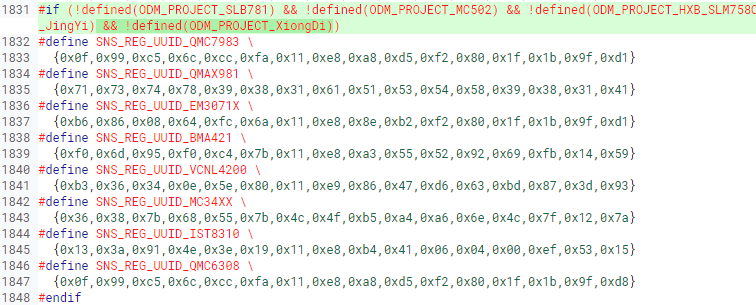 1831 #if (!defined(ODM_PROJECT_SLB781) && !defined(ODM_PROJECT_MC502) && !defined(ODM_PROJECT_HXB_SLM758C
_JingYi) && !defined(ODM_PROJECT_XiongDi))
1832 #define SNS_REG_UUID_QMC7983 \
1833 {0x0f,0x99,0xc5,0x6c,0xcc,0xfa,0x11,0xe8,0xa8,0xd5,0xf2,0x80,0x1f,0x1b,0x9f,0xd1}
1834 #define SNS_REG_UUID_QMAX981 \
1835 {0x71,0x73,0x74,0x78,0x39,0x38,0x31,0x61,0x51,0x53,0x54,0x58,0x39,0x38,0x31,0x41}
1836 #define SNS_REG_UUID_EM3071X \
1837 {0xb6,0x86,0x08,0x64,0xfc,0x6a,0x11,0xe8,0x8e,0xb2,0xf2,0x80,0x1f,0x1b,0x9f,0xd1}
1838 #define SNS_REG_UUID_BMA421 \
1839 {0xf0,0x6d,0x95,0xf0,0xc4,0x7b,0x11,0xe8,0xa3,0x55,0x52,0x92,0x69,0xfb,0x14,0x59}
1840 #define SNS_REG_UUID_VCNL4200 \
1841 {0xb3,0x36,0x34,0x0e,0x5e,0x80,0x11,0xe9,0x86,0x47,0xd6,0x63,0xbd,0x87,0x3d,0x93}
1842 #define SNS_REG_UUID_MC34XX \
1843 {0x36,0x38,0x7b,0x68,0x55,0x7b,0x4c,0x4f,0xb5,0xa4,0xa6,0x6e,0x4c,0x7f,0x12,0x7a}
1844 #define SNS_REG_UUID_IST8310 \
1845 {0x13,0x3a,0x91,0x4e,0x3e,0x19,0x11,0xe8,0xb4,0x41,0x06,0x04,0x00,0xef,0x53,0x15}
1846 #define SNS_REG_UUID_QMC6308 \
1847 {0x0f,0x99,0xc5,0x6c,0xcc,0xfa,0x11,0xe8,0xa8,0xd5,0xf2,0x80,0x1f,0x1b,0x9f,0xd8}
1848 #endif